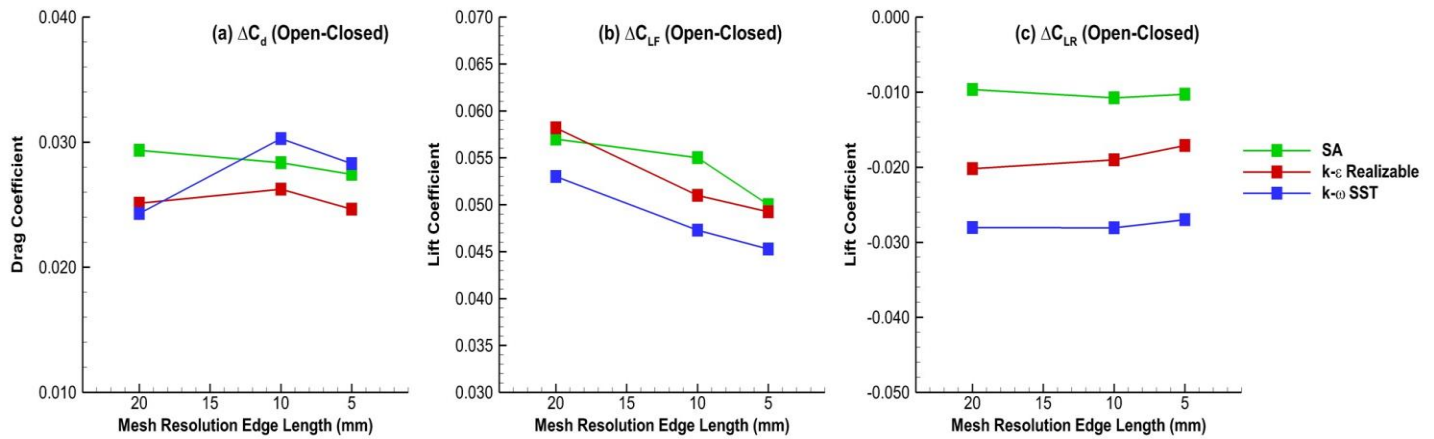 (a) ΔC_d (Open-Closed)
0.040
0.030
0.020
0.010
Drag Coefficient
20 15 10 5
Mesh Resolution Edge Length (mm)
(b) ΔC_LF (Open-Closed)
0.070
0.065
0.060
0.055
0.050
0.045
0.040
0.035
0.030
Lift Coefficient
20 15 10 5
Mesh Resolution Edge Length (mm)
(c) ΔC_LR (Open-Closed)
0.000
-0.010
-0.020
-0.030
-0.040
-0.050
Lift Coefficient
20 15 10 5
Mesh Resolution Edge Length (mm)
SA
k-ε Realizable
k-ω SST